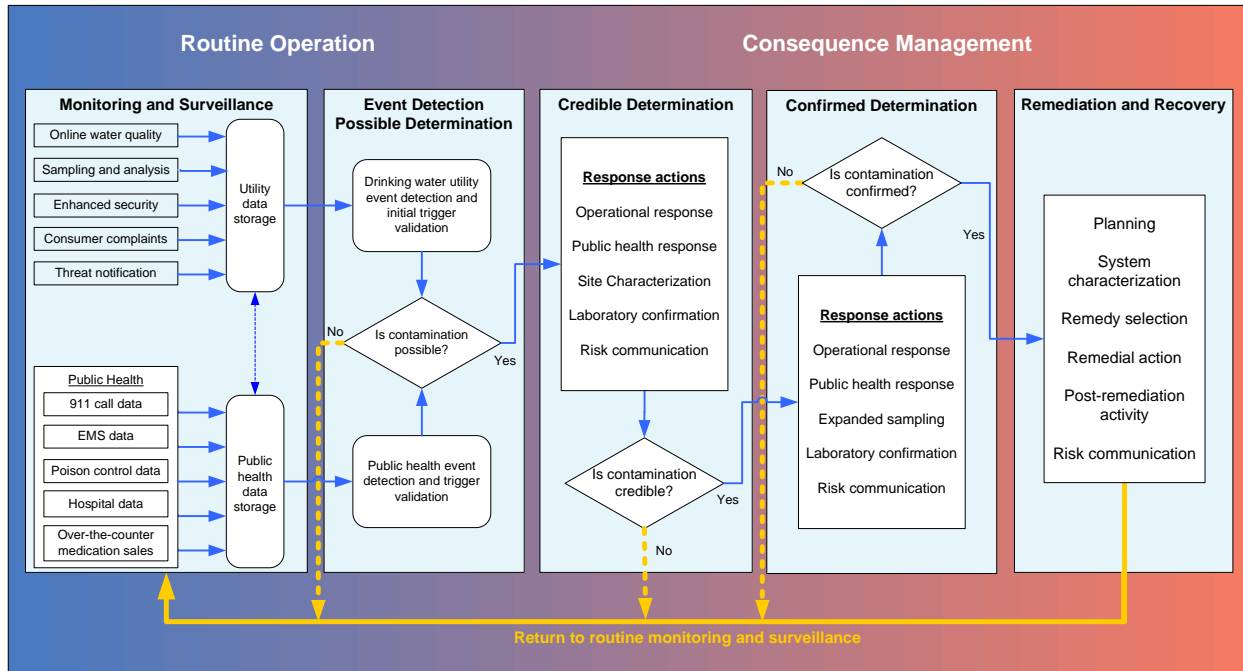 Routine Operation
Consequence Management
Monitoring and Surveillance
Online water quality
Sampling and analysis
Enhanced security
Consumer complaints
Threat notification
Utility
data
storage
Public Health
911 call data
EMS data
Poison control data
Hospital data
Over-the-counter
medication sales
Public
health
data
storage
Event Detection
Possible Determination
Drinking water utility
event detection and
initial trigger
validation
No
Is contamination
possible?
Yes
Public health event
detection and trigger
validation
Credible Determination
Response actions
Operational response
Public health response
Site Characterization
Laboratory confirmation
Risk communication
Is contamination
credible?
Yes
No
Confirmed Determination
No
Is contamination
confirmed?
Yes
Response actions
Operational response
Public health response
Expanded sampling
Laboratory confirmation
Risk communication
Remediation and Recovery
Planning
System
characterization
Remedy selection
Remedial action
Post-remediation
activity
Risk communication
Return to routine monitoring and surveillance